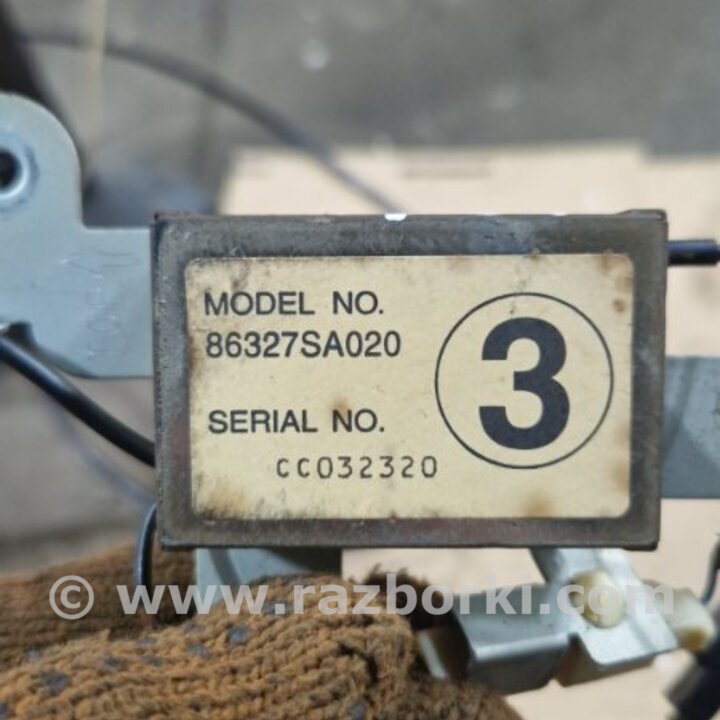 MODEL NO.
86327SA020
3
SERIAL NO.
CC032320
© www.razborki.com